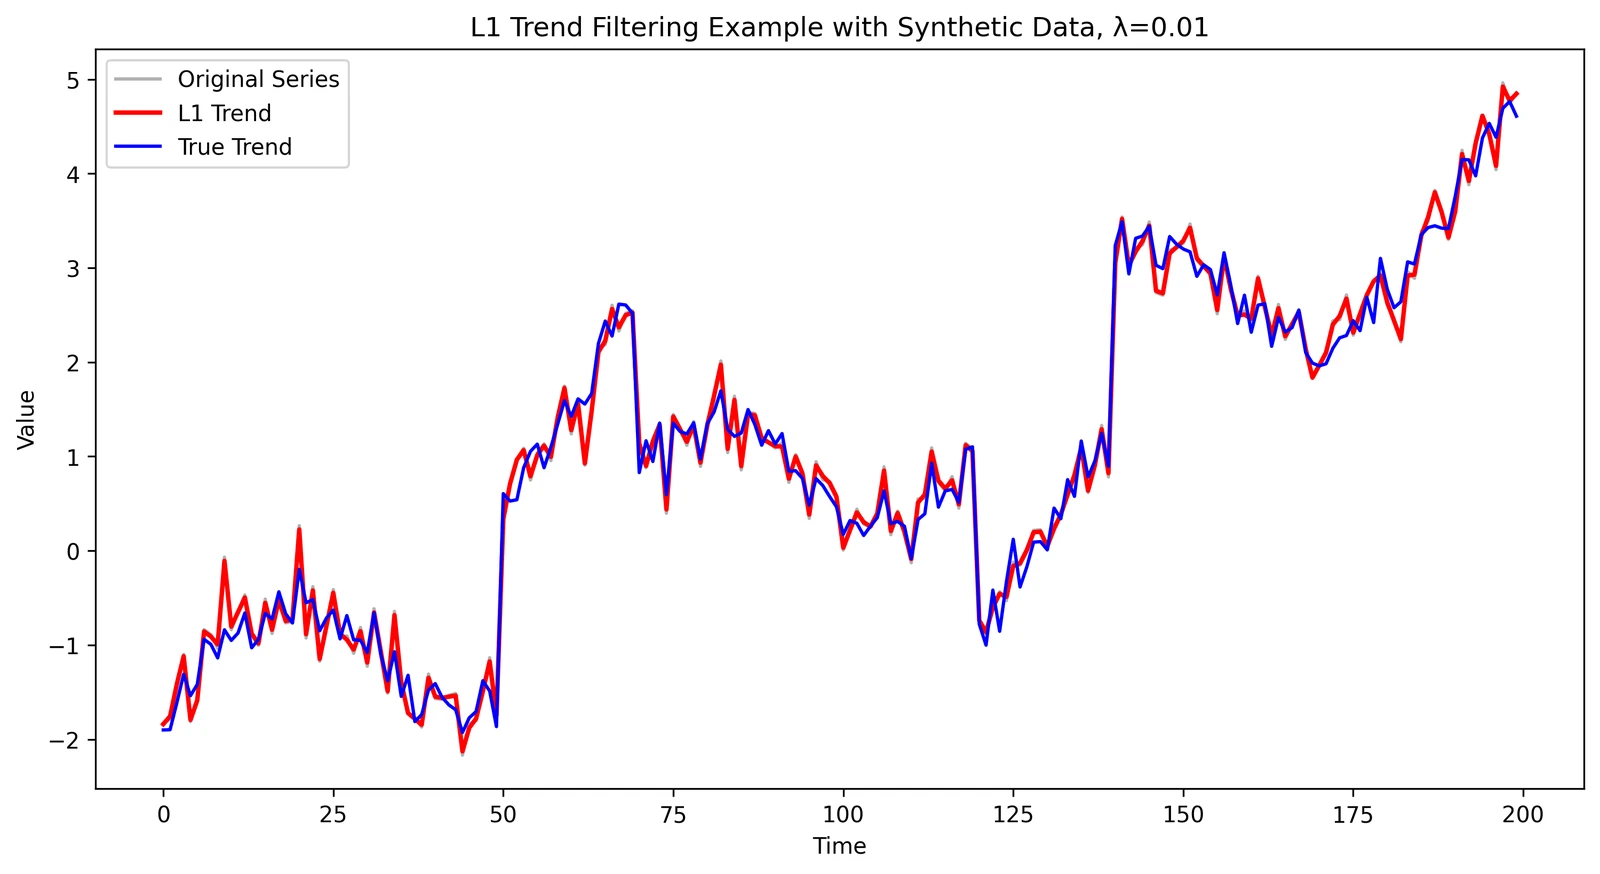 L1 Trend Filtering Example with Synthetic Data, λ=0.01
Original Series
L1 Trend
True Trend
5
4
3
2
1
0
−1
−2
Value
0 25 50 75 100 125 150 175 200
Time